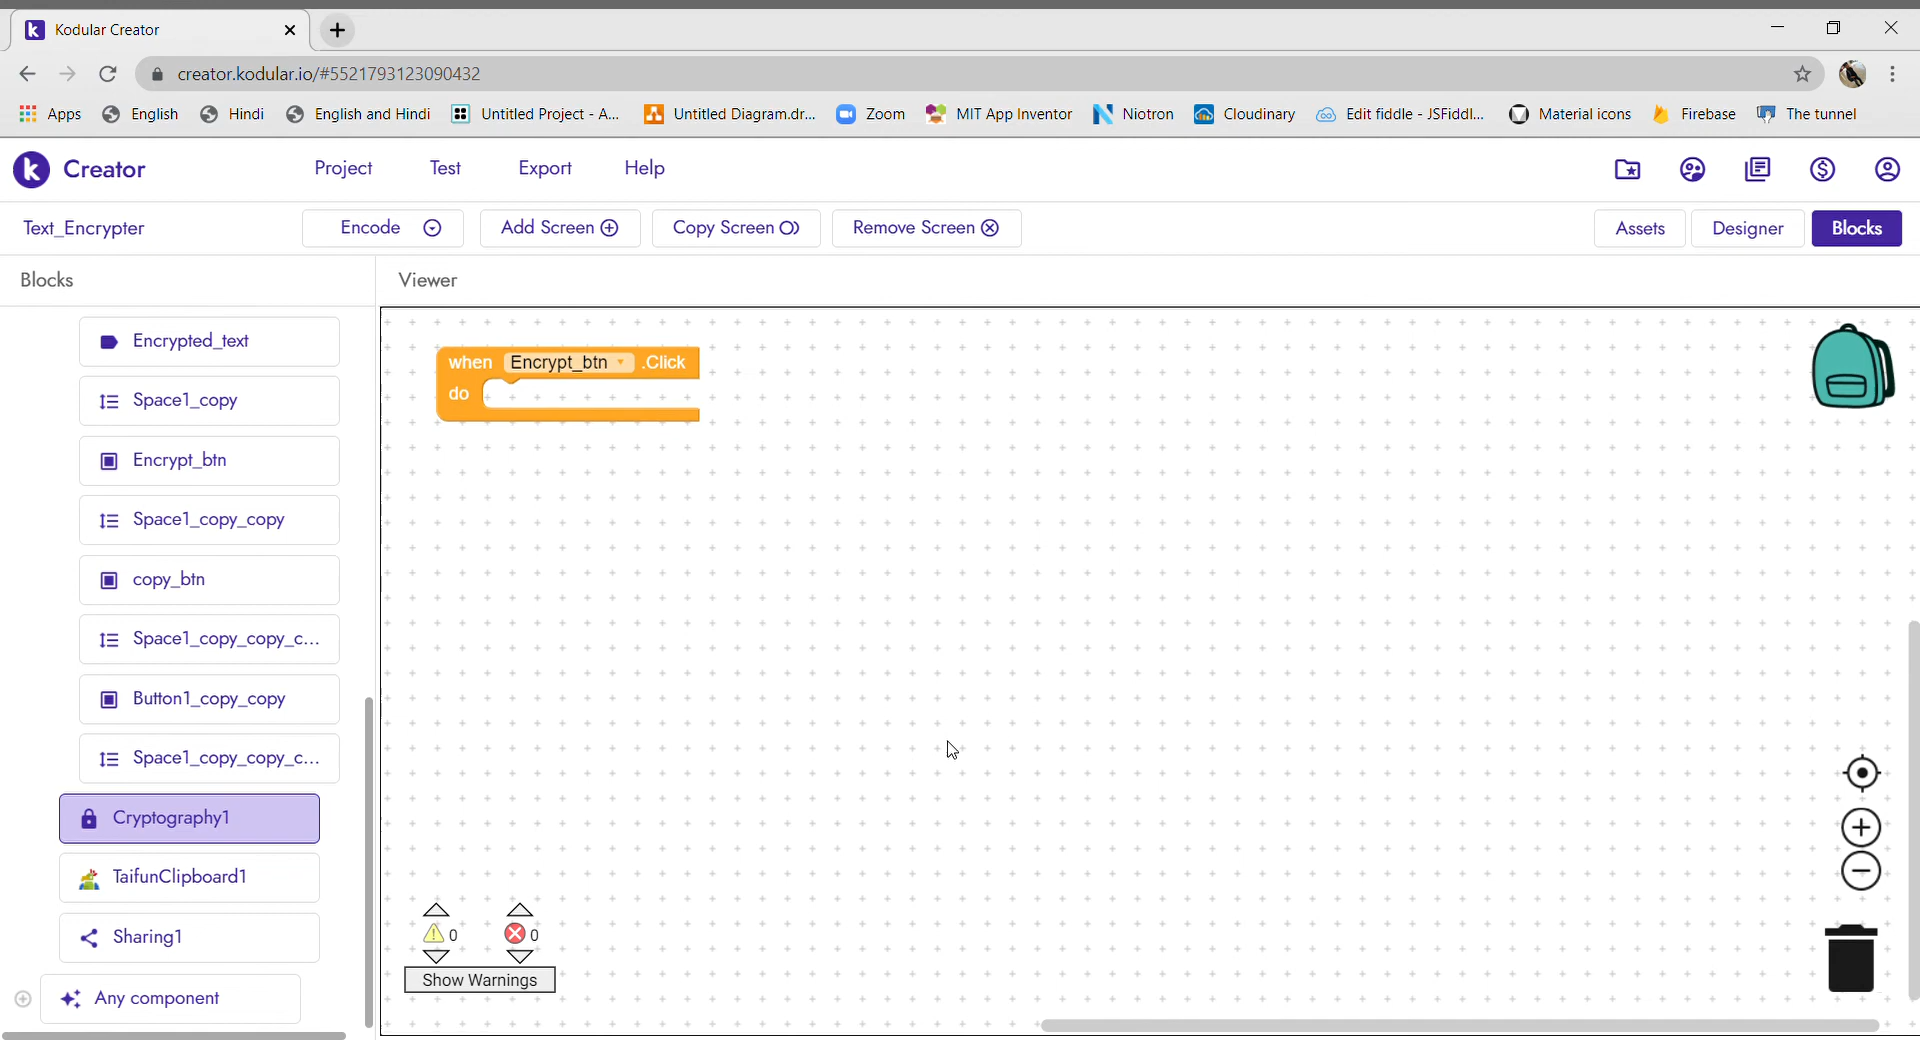 Kodular Creator
creator.kodular.io/#5521793123090432
Apps English Hindi English and Hindi Untitled Project - A... Untitled Diagram.dr... Zoom MIT App Inventor Niotron Cloudinary Edit fiddle - JSFiddl... Material icons Firebase The tunnel
k Creator Project Test Export Help
Text_Encrypter Encode Add Screen Copy Screen Remove Screen Assets Designer Blocks
Blocks Viewer
Encrypted_text
Space1_copy
Encrypt_btn
Space1_copy_copy
copy_btn
Space1_copy_copy_c...
Button1_copy_copy
Space1_copy_copy_c...
Cryptography1
TaifunClipboard1
Sharing1
Any component
when Encrypt_btn .Click
do
0 0
Show Warnings